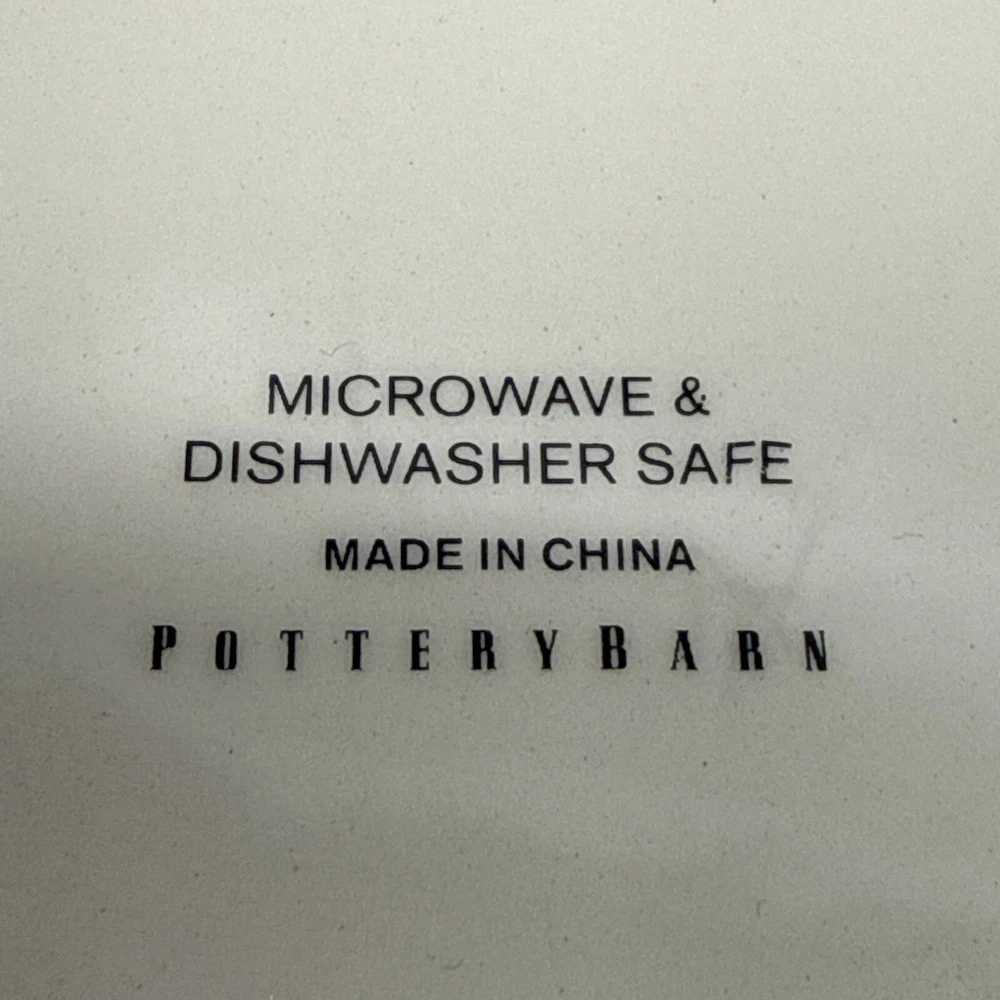 MICROWAVE &
DISHWASHER SAFE
MADE IN CHINA
POTTERYBARN